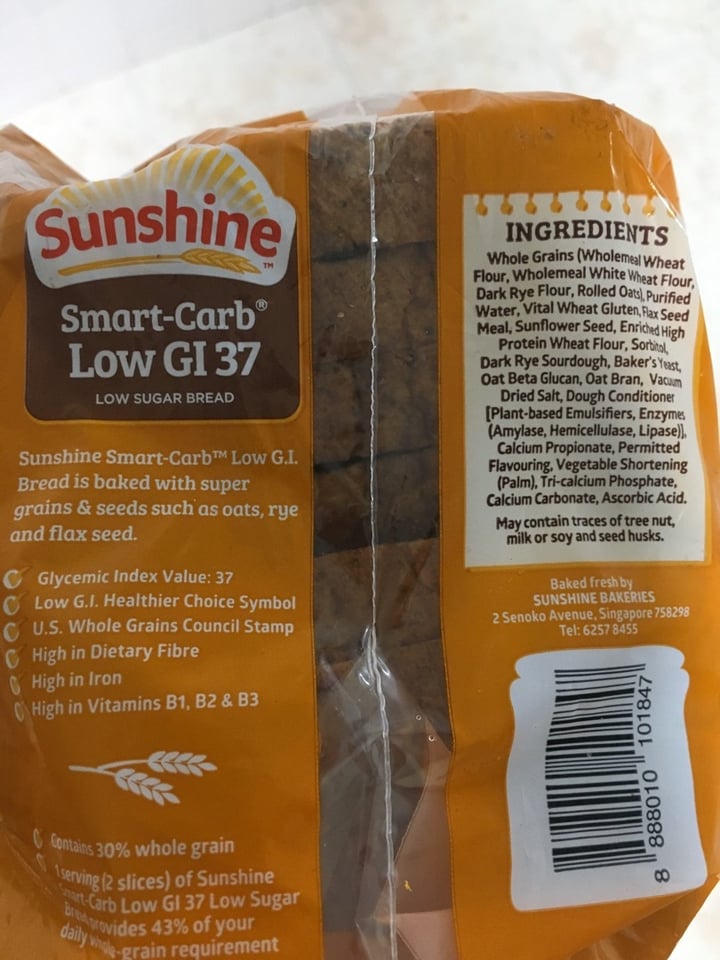 Sunshine™
Smart-Carb®
Low GI 37
LOW SUGAR BREAD
Sunshine Smart-Carb™ Low G.I.
Bread is baked with super
grains & seeds such as oats, rye
and flax seed.
Glycemic Index Value: 37
Low G.I. Healthier Choice Symbol
U.S. Whole Grains Council Stamp
High in Dietary Fibre
High in Iron
High in Vitamins B1, B2 & B3
Contains 30% whole grain
1 serving (2 slices) of Sunshine
Smart-Carb Low GI 37 Low Sugar
Bread provides 43% of your
daily whole-grain requirement
INGREDIENTS
Whole Grains (Wholemeal Wheat
Flour, Wholemeal White Wheat Flour,
Dark Rye Flour, Rolled Oats), Purified
Water, Vital Wheat Gluten, Flax Seed
Meal, Sunflower Seed, Enriched High
Protein Wheat Flour, Sorbitol,
Dark Rye Sourdough, Baker's Yeast,
Oat Beta Glucan, Oat Bran, Vacuum
Dried Salt, Dough Conditioner
[Plant-based Emulsifiers, Enzymes
(Amylase, Hemicellulase, Lipase)],
Calcium Propionate, Permitted
Flavouring, Vegetable Shortening
(Palm), Tri-calcium Phosphate,
Calcium Carbonate, Ascorbic Acid.
May contain traces of tree nut,
milk or soy and seed husks.
Baked fresh by
SUNSHINE BAKERIES
2 Senoko Avenue, Singapore 758298
Tel: 6257 8455
8 888010 101847